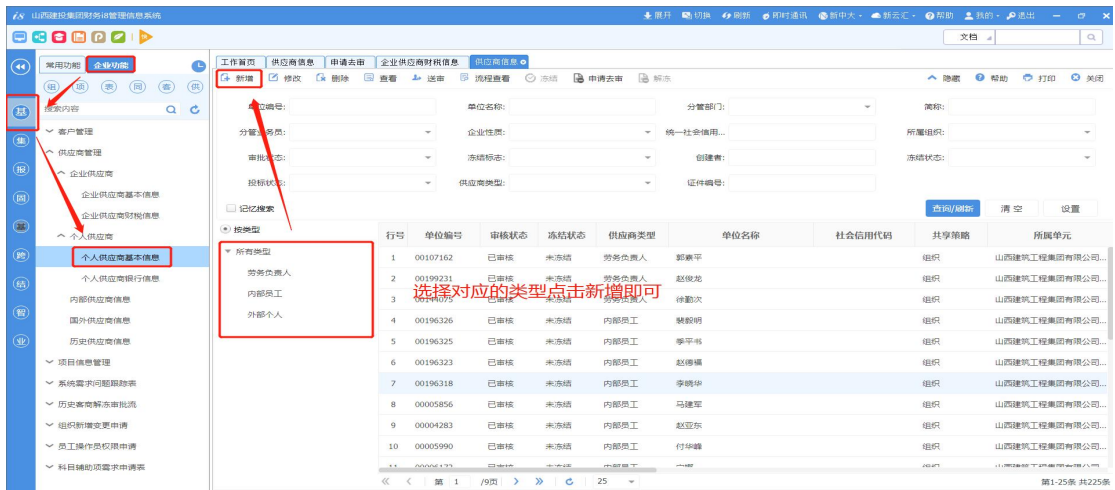 i8 山西建投集团财务i8管理信息系统 展开 切换 刷新 即时通讯 新中大 新云汇 帮助 我的 退出
文档
常用功能 企业功能 工作首页 供应商信息 申请去审 企业供应商财税信息 供应商信息
新增 修改 删除 查看 送审 流程查看 冻结 申请去审 解冻 隐藏 帮助 打印 关闭
组 项 表 同 客 供
搜索内容
基 集 报 固 跨 结 智 业
客户管理
供应商管理
企业供应商
企业供应商基本信息
企业供应商财税信息
个人供应商
个人供应商基本信息
个人供应商银行信息
内部供应商信息
国外供应商信息
历史供应商信息
项目信息管理
系统需求问题跟踪表
历史客商解冻审批流
组织新增变更申请
员工操作员权限申请
科目辅助项需求申请表
单位编号: 单位名称: 分管部门: 简称:
分管业务员: 企业性质: 统一社会信用... 所属组织:
审批状态: 冻结标志: 创建者: 冻结状态:
投标状态: 供应商类型: 证件编号:
记忆搜索 查询/刷新 清空 设置
按类型
所有类型
劳务负责人
内部员工
外部个人
选择对应的类型点击新增即可
行号 单位编号 审核状态 冻结状态 供应商类型 单位名称 社会信用代码 共享策略 所属单元
1 00107162 已审核 未冻结 劳务负责人 郭素平 组织 山西建筑工程集团有限公司...
2 00199231 已审核 未冻结 劳务负责人 赵俊龙 组织 山西建筑工程集团有限公司...
3 00144075 已审核 未冻结 劳务负责人 徐勤次 组织 山西建筑工程集团有限公司...
4 00196326 已审核 未冻结 内部员工 裴毅明 组织 山西建筑工程集团有限公司...
5 00196325 已审核 未冻结 内部员工 季平书 组织 山西建筑工程集团有限公司...
6 00196323 已审核 未冻结 内部员工 赵德福 组织 山西建筑工程集团有限公司...
7 00196318 已审核 未冻结 内部员工 李晓华 组织 山西建筑工程集团有限公司...
8 00005856 已审核 未冻结 内部员工 马建军 组织 山西建筑工程集团有限公司...
9 00004283 已审核 未冻结 内部员工 赵亚东 组织 山西建筑工程集团有限公司...
10 00005990 已审核 未冻结 内部员工 付华峰 组织 山西建筑工程集团有限公司...
第 1 /9页 25 第1-25条 共225条